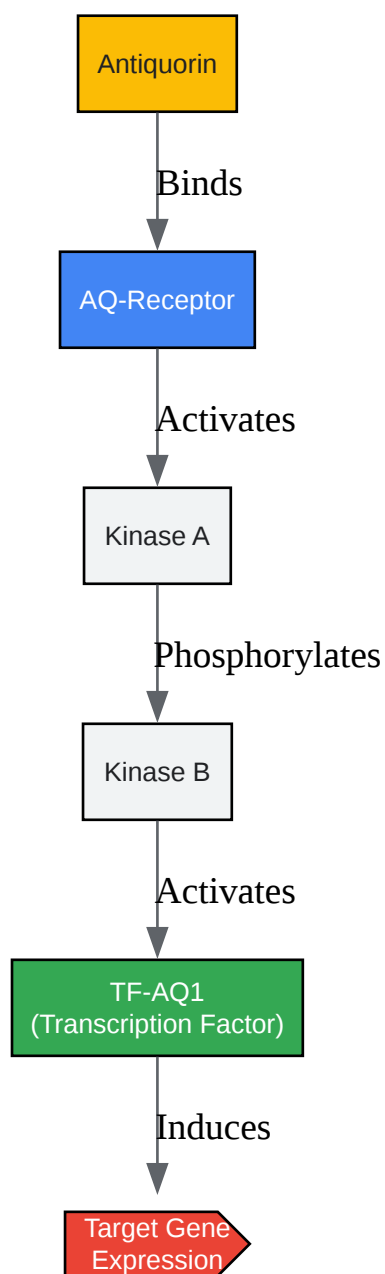 Antiquorin
Binds
AQ-Receptor
Activates
Kinase A
Phosphorylates
Kinase B
Activates
TF-AQ1
(Transcription Factor)
Induces
Target Gene
Expression